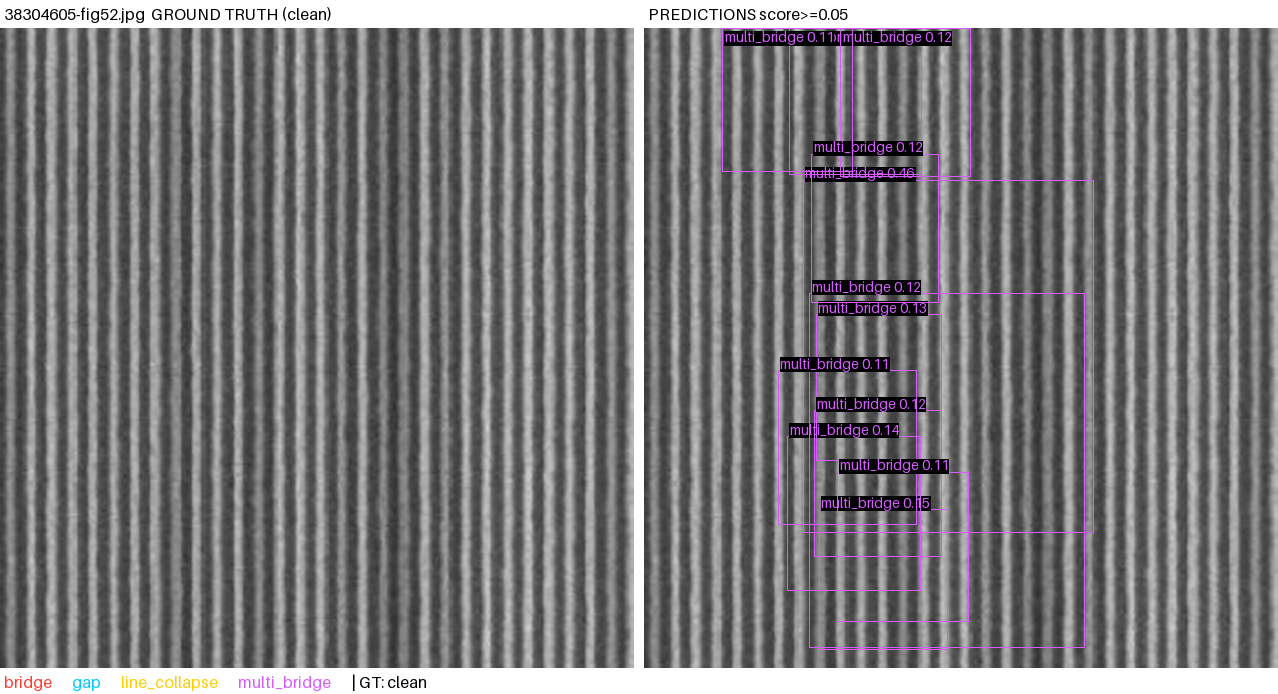 38304605-fig52.jpg GROUND TRUTH (clean)
PREDICTIONS score>=0.05
multi_bridge 0.11
multi_bridge 0.12
multi_bridge 0.12
multi_bridge 0.46
multi_bridge 0.12
multi_bridge 0.13
multi_bridge 0.11
multi_bridge 0.12
multi_bridge 0.14
multi_bridge 0.11
multi_bridge 0.15
bridge gap line_collapse multi_bridge | GT: clean